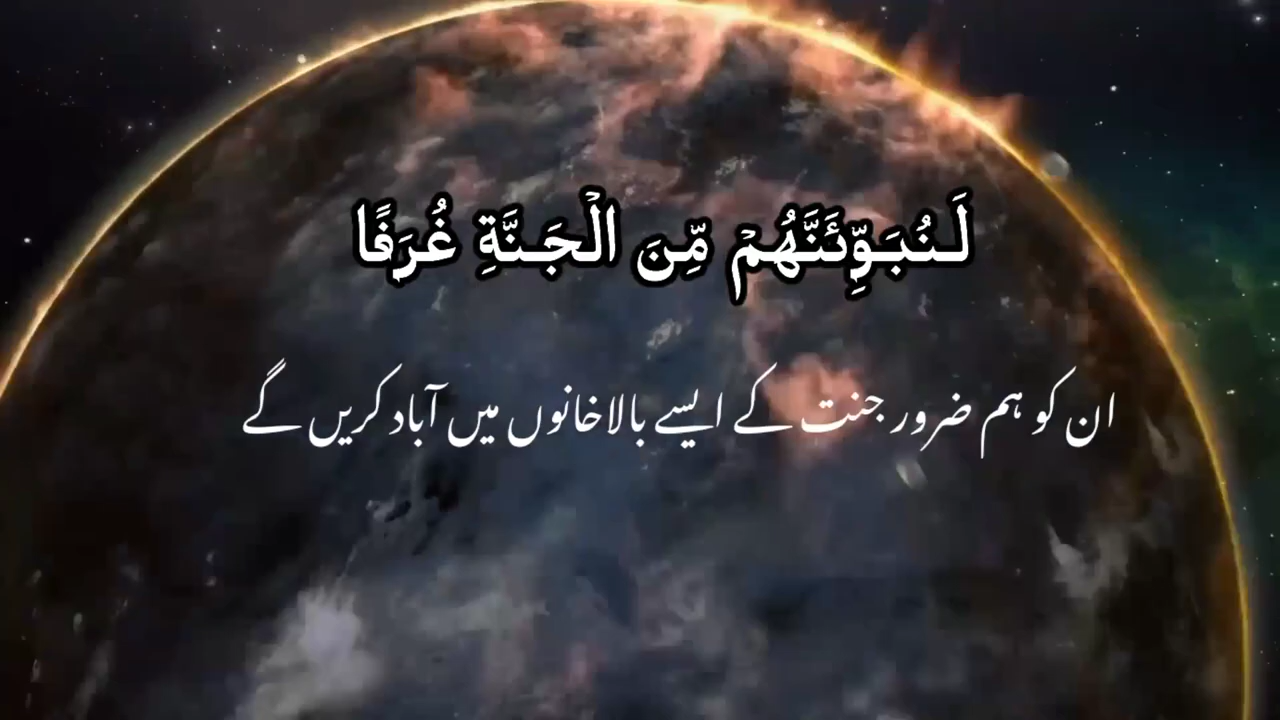 لَنُبَوِّئَنَّهُمْ مِّنَ الْجَنَّةِ غُرَفًا
ان کو ہم ضرور جنت کے ایسے بالاخانوں میں آباد کریں گے